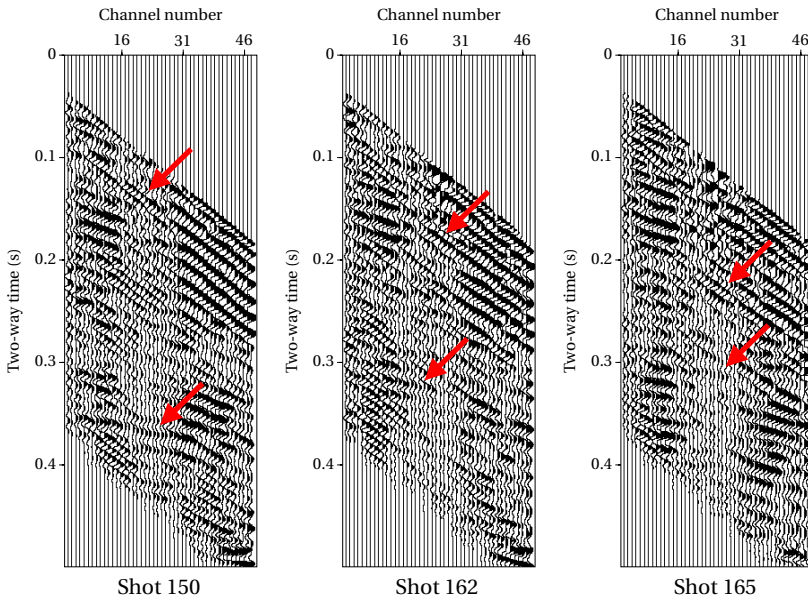 Channel number Channel number Channel number
16 31 46 16 31 46 16 31 46
0 0 0
0.1 0.1 0.1
0.2 0.2 0.2
Two-way time (s) Two-way time (s) Two-way time (s)
0.3 0.3 0.3
0.4 0.4 0.4
Shot 150 Shot 162 Shot 165